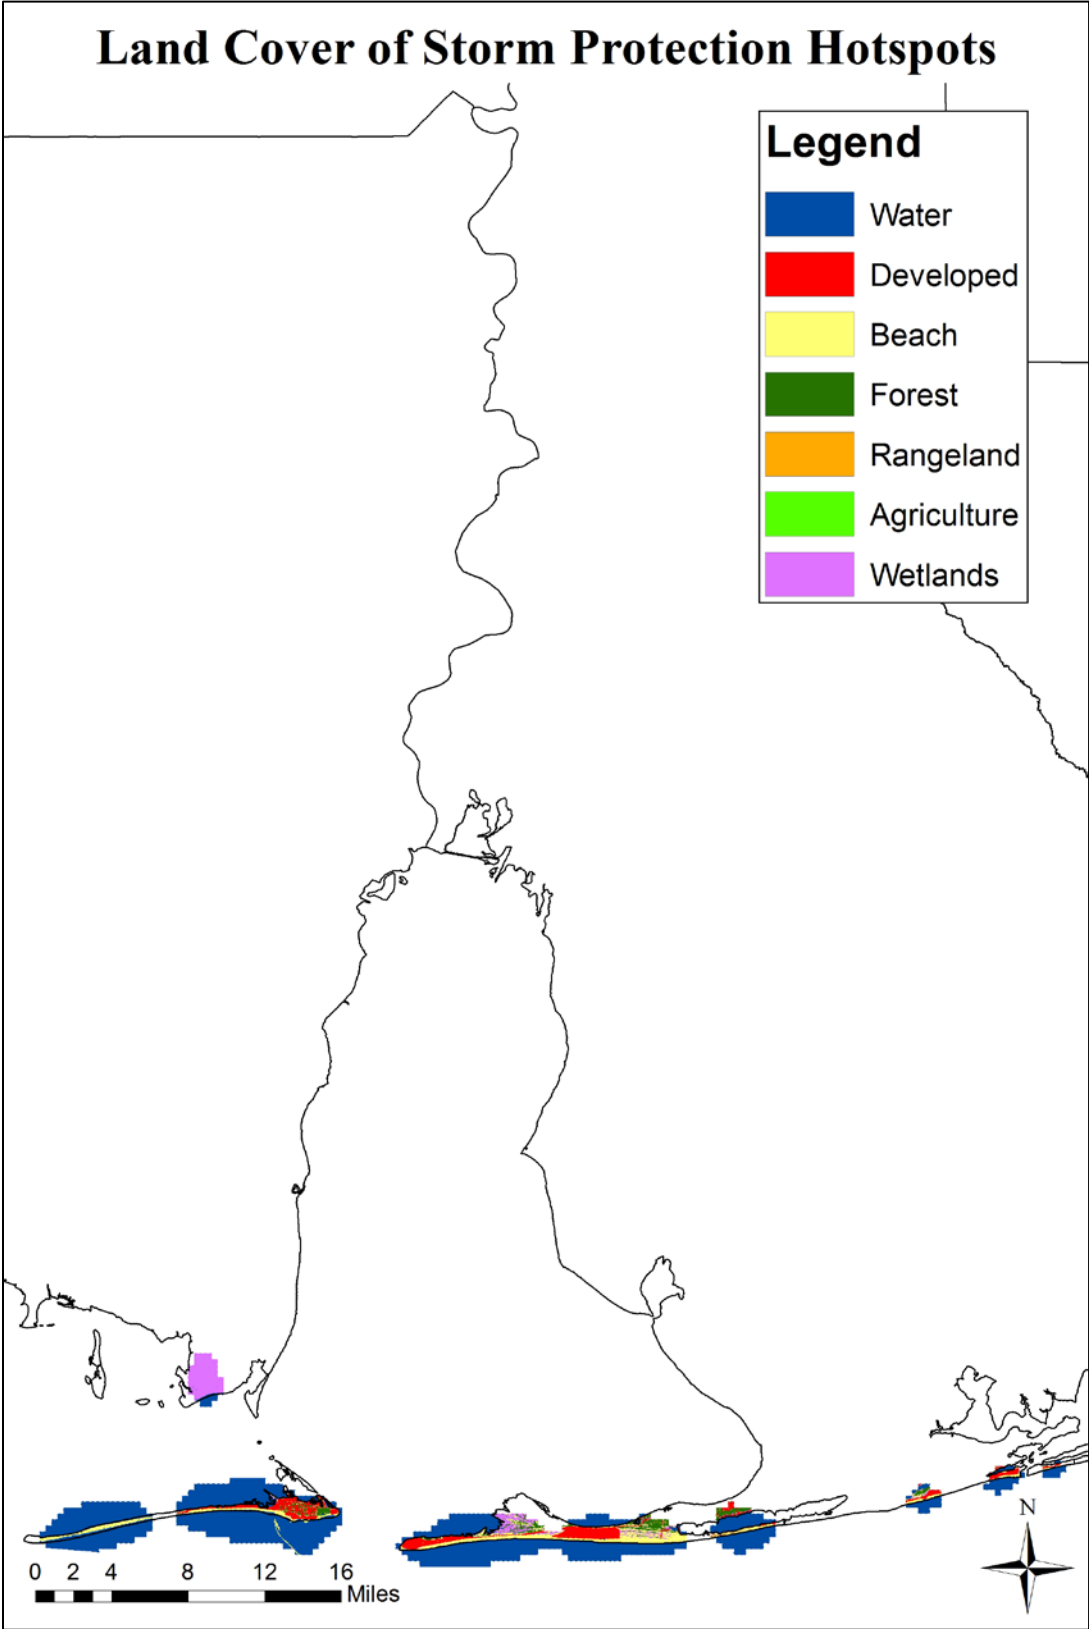 Land Cover of Storm Protection Hotspots
Legend
Water
Developed
Beach
Forest
Rangeland
Agriculture
Wetlands
N
0 2 4 8 12 16
Miles